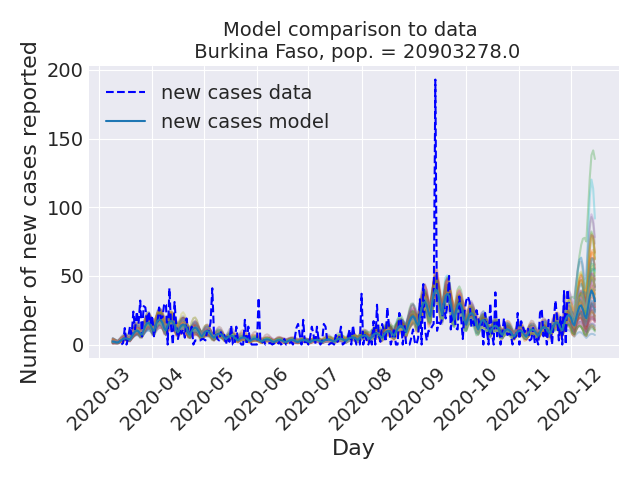 Model comparison to data
Burkina Faso, pop. = 20903278.0
Number of new cases reported
200
150
100
50
0
new cases data
new cases model
2020-03
2020-04
2020-05
2020-06
2020-07
2020-08
2020-09
2020-10
2020-11
2020-12
Day